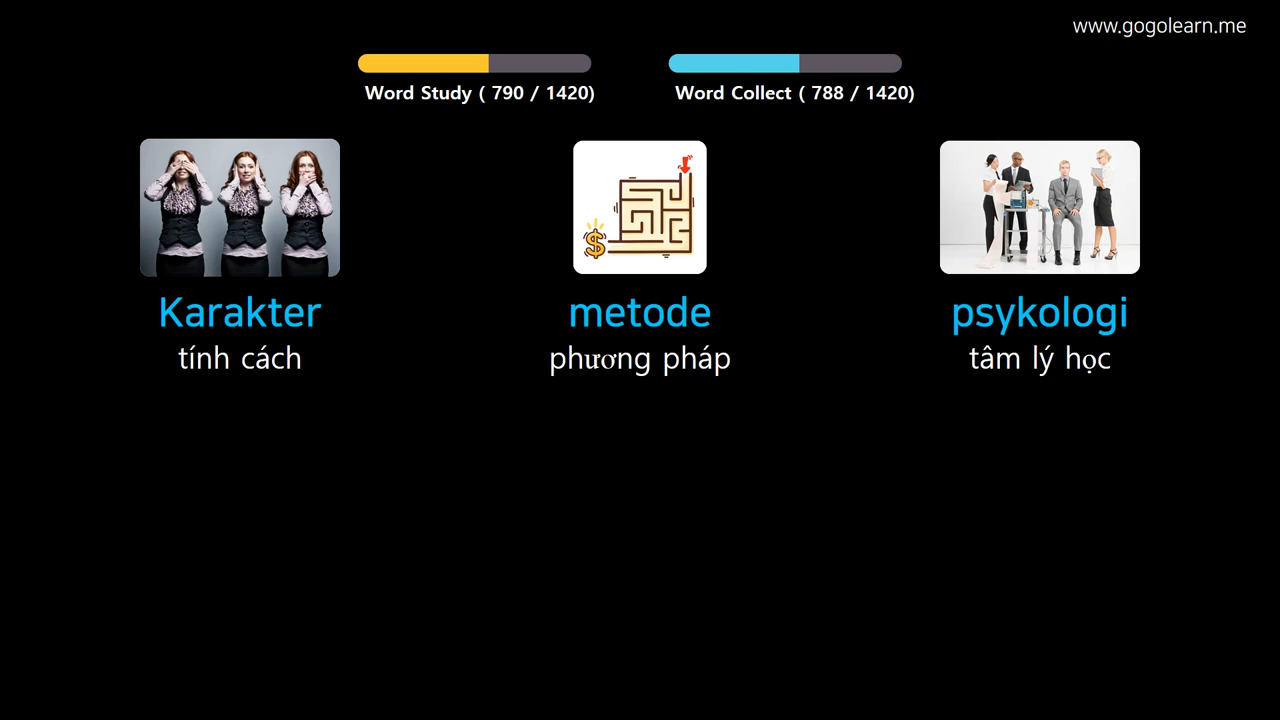 www.gogolearn.me
Word Study ( 790 / 1420)
Word Collect ( 788 / 1420)
Karakter
tính cách
metode
phương pháp
psykologi
tâm lý học